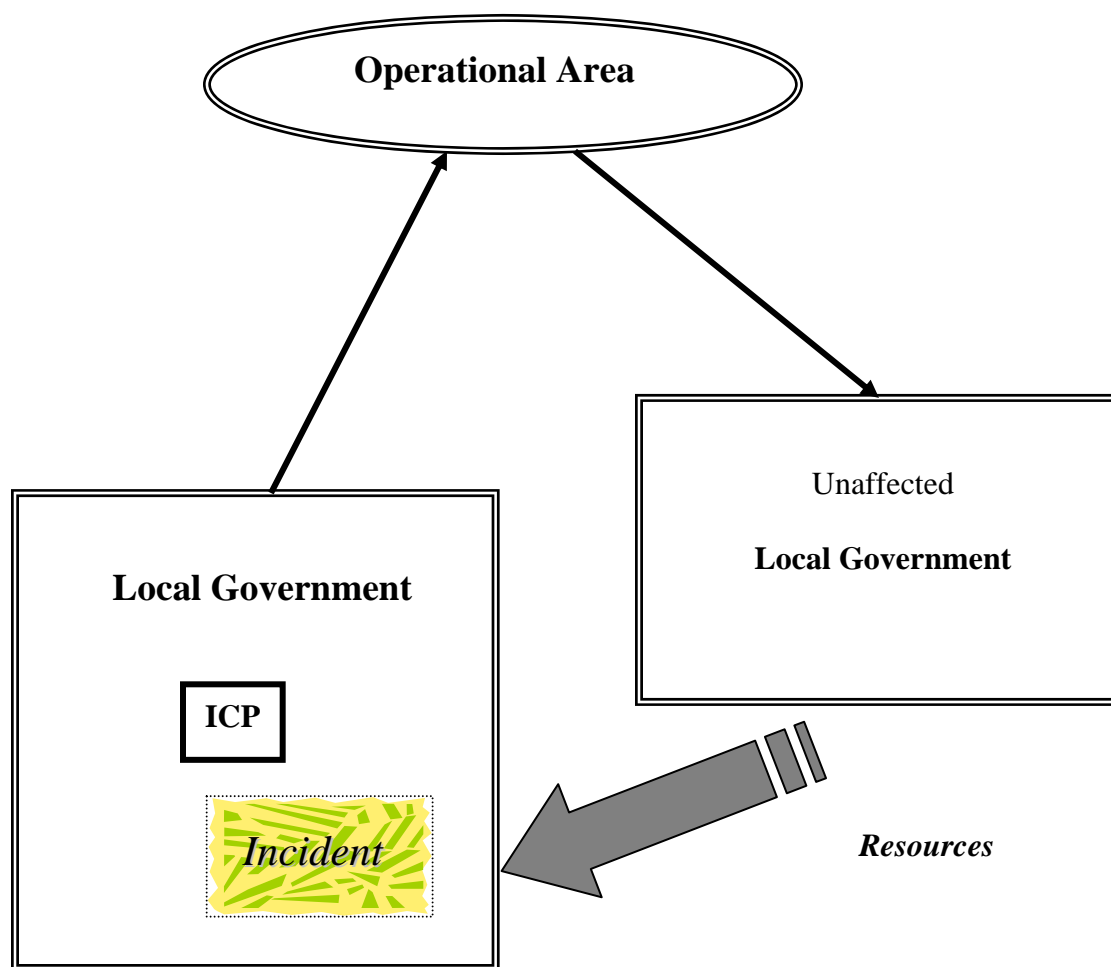 Operational Area
Unaffected
Local Government
Local Government
ICP
Incident
Resources